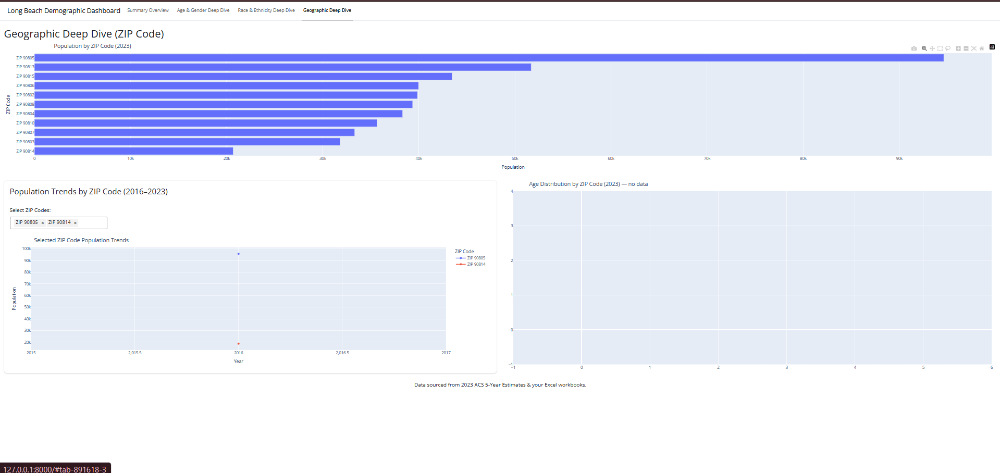 Long Beach Demographic Dashboard Summary Overview Age & Gender Deep Dive Race & Ethnicity Deep Dive Geographic Deep Dive
Geographic Deep Dive (ZIP Code)
Population by ZIP Code (2023)
ZIP Code
ZIP 90805
ZIP 90813
ZIP 90815
ZIP 90806
ZIP 90802
ZIP 90808
ZIP 90804
ZIP 90810
ZIP 90807
ZIP 90803
ZIP 90814
0 10k 20k 30k 40k 50k 60k 70k 80k 90k
Population
Population Trends by ZIP Code (2016–2023)
Select ZIP Codes:
ZIP 90805 × ZIP 90814 ×
Selected ZIP Code Population Trends
Population
100k
90k
80k
70k
60k
50k
40k
30k
20k
2015 2,015.5 2016 2,016.5 2017
Year
ZIP Code
ZIP 90805
ZIP 90814
Age Distribution by ZIP Code (2023) — no data
4
3
2
1
0
−1
−1 0 1 2 3 4 5 6
Data sourced from 2023 ACS 5-Year Estimates & your Excel workbooks.
127.0.0.1:8000/#tab-891618-3